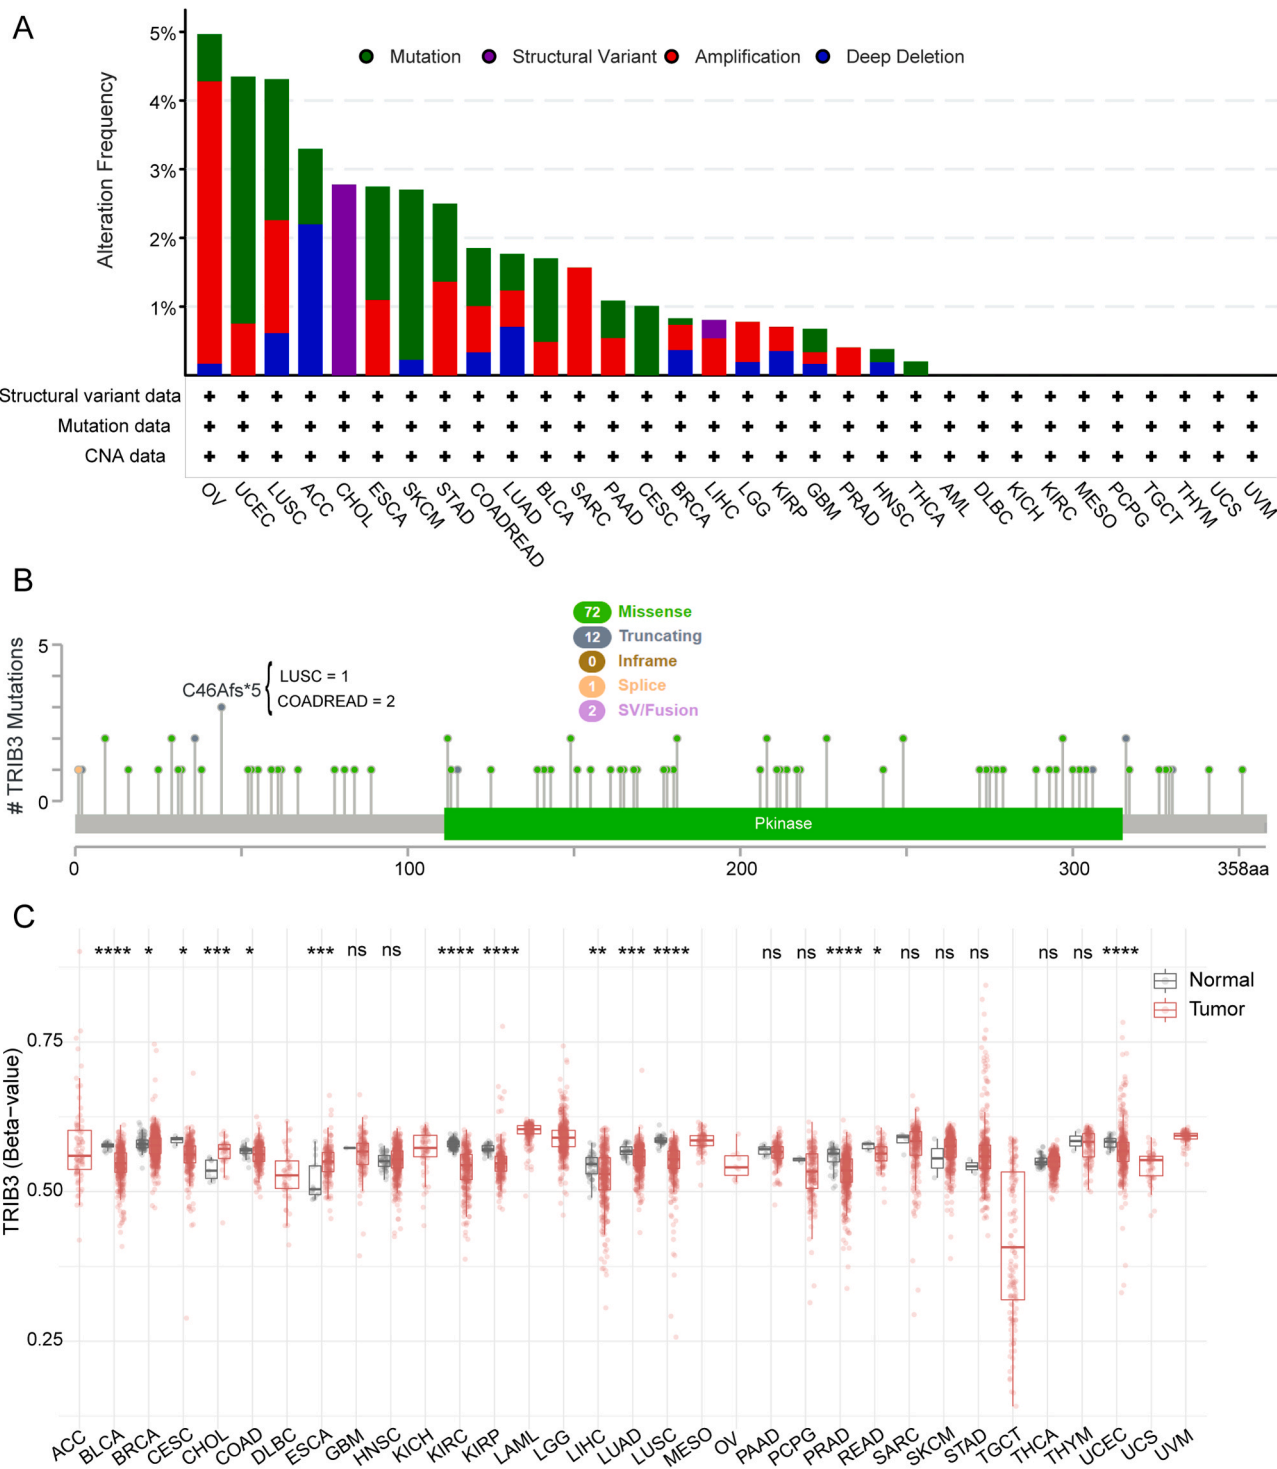 A
Alteration Frequency
5%
4%
3%
2%
1%
Mutation Structural Variant Amplification Deep Deletion
Structural variant data + + + + + + + + + + + + + + + + + + + + + + + + + + + + + + + +
Mutation data + + + + + + + + + + + + + + + + + + + + + + + + + + + + + + + +
CNA data + + + + + + + + + + + + + + + + + + + + + + + + + + + + + + + +
OV UCEC LUSC ACC CHOL ESCA SKCM STAD COADREAD LUAD BLCA SARC PAAD CESC BRCA LIHC LGG KIRP GBM PRAD HNSC THCA AML DLBC KICH KIRC MESO PCPG TGCT THYM UCS UVM
B
72 Missense
12 Truncating
0 Inframe
1 Splice
2 SV/Fusion
# TRIB3 Mutations
5
0
C46Afs*5 { LUSC = 1
COADREAD = 2
Pkinase
0 100 200 300 358aa
C
**** * * *** * *** ns ns **** **** ** *** **** ns ns **** * ns ns ns ns ns ****
Normal
Tumor
TRIB3 (Beta-value)
0.75
0.50
0.25
ACC BLCA BRCA CESC CHOL COAD DLBC ESCA GBM HNSC KICH KIRC KIRP LAML LGG LIHC LUAD LUSC MESO OV PAAD PCPG PRAD READ SARC SKCM STAD TGCT THCA THYM UCEC UCS UVM